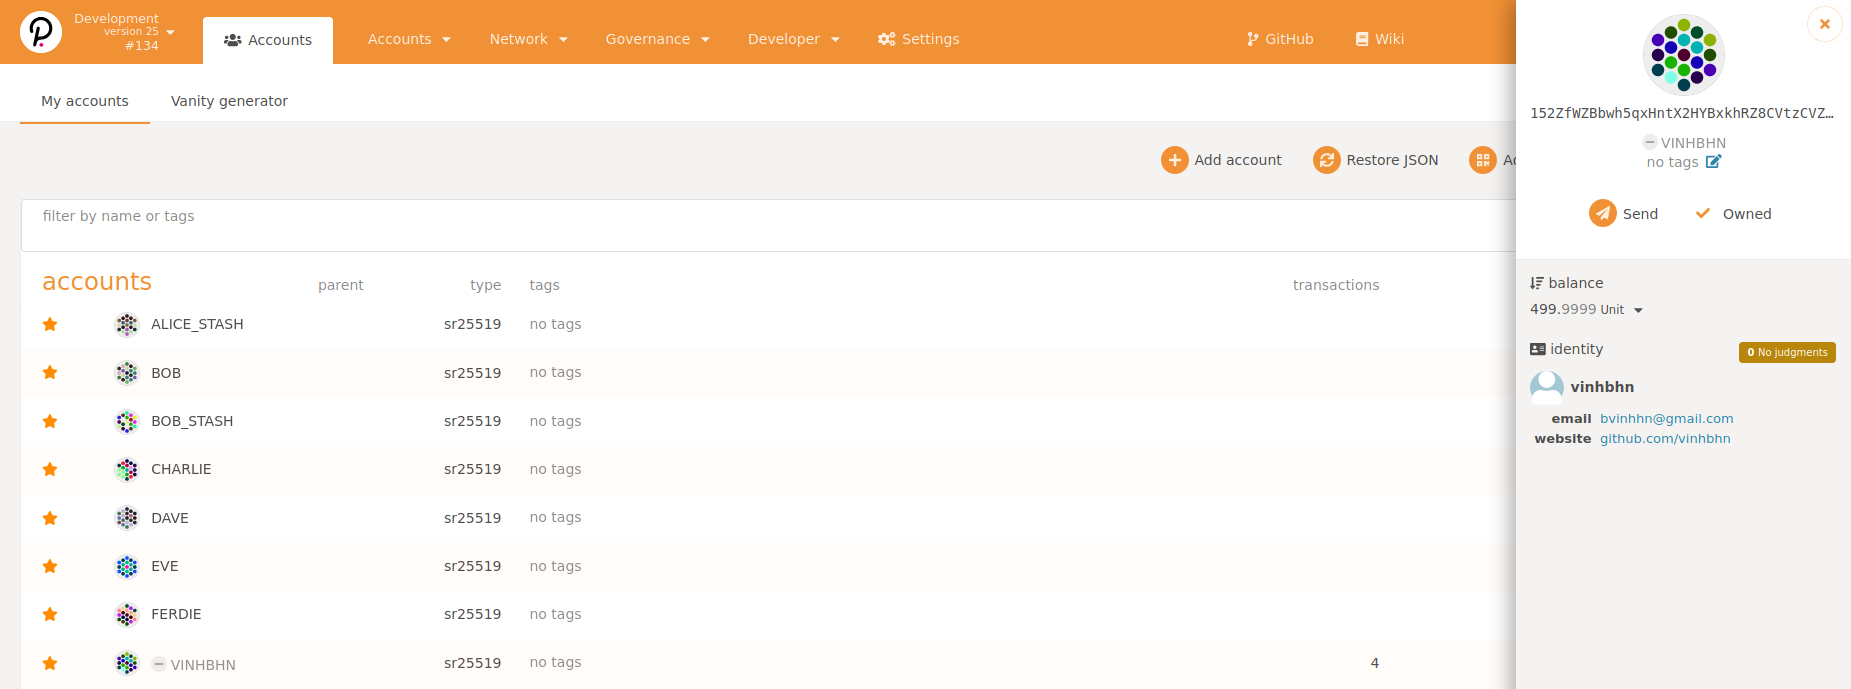 Development
version 25
#134
Accounts
Accounts
Network
Governance
Developer
Settings
GitHub
Wiki
My accounts
Vanity generator
Add account
Restore JSON
filter by name or tags
accounts parent type tags transactions
ALICE_STASH sr25519 no tags
BOB sr25519 no tags
BOB_STASH sr25519 no tags
CHARLIE sr25519 no tags
DAVE sr25519 no tags
EVE sr25519 no tags
FERDIE sr25519 no tags
VINHBHN sr25519 no tags 4
152ZfWZBbwh5qxHntX2HYBxkhRZ8CVtzCVZ…
VINHBHN
no tags
Send
Owned
balance
499.9999 Unit
identity
0 No judgments
vinhbhn
email bvinhhn@gmail.com
website github.com/vinhbhn